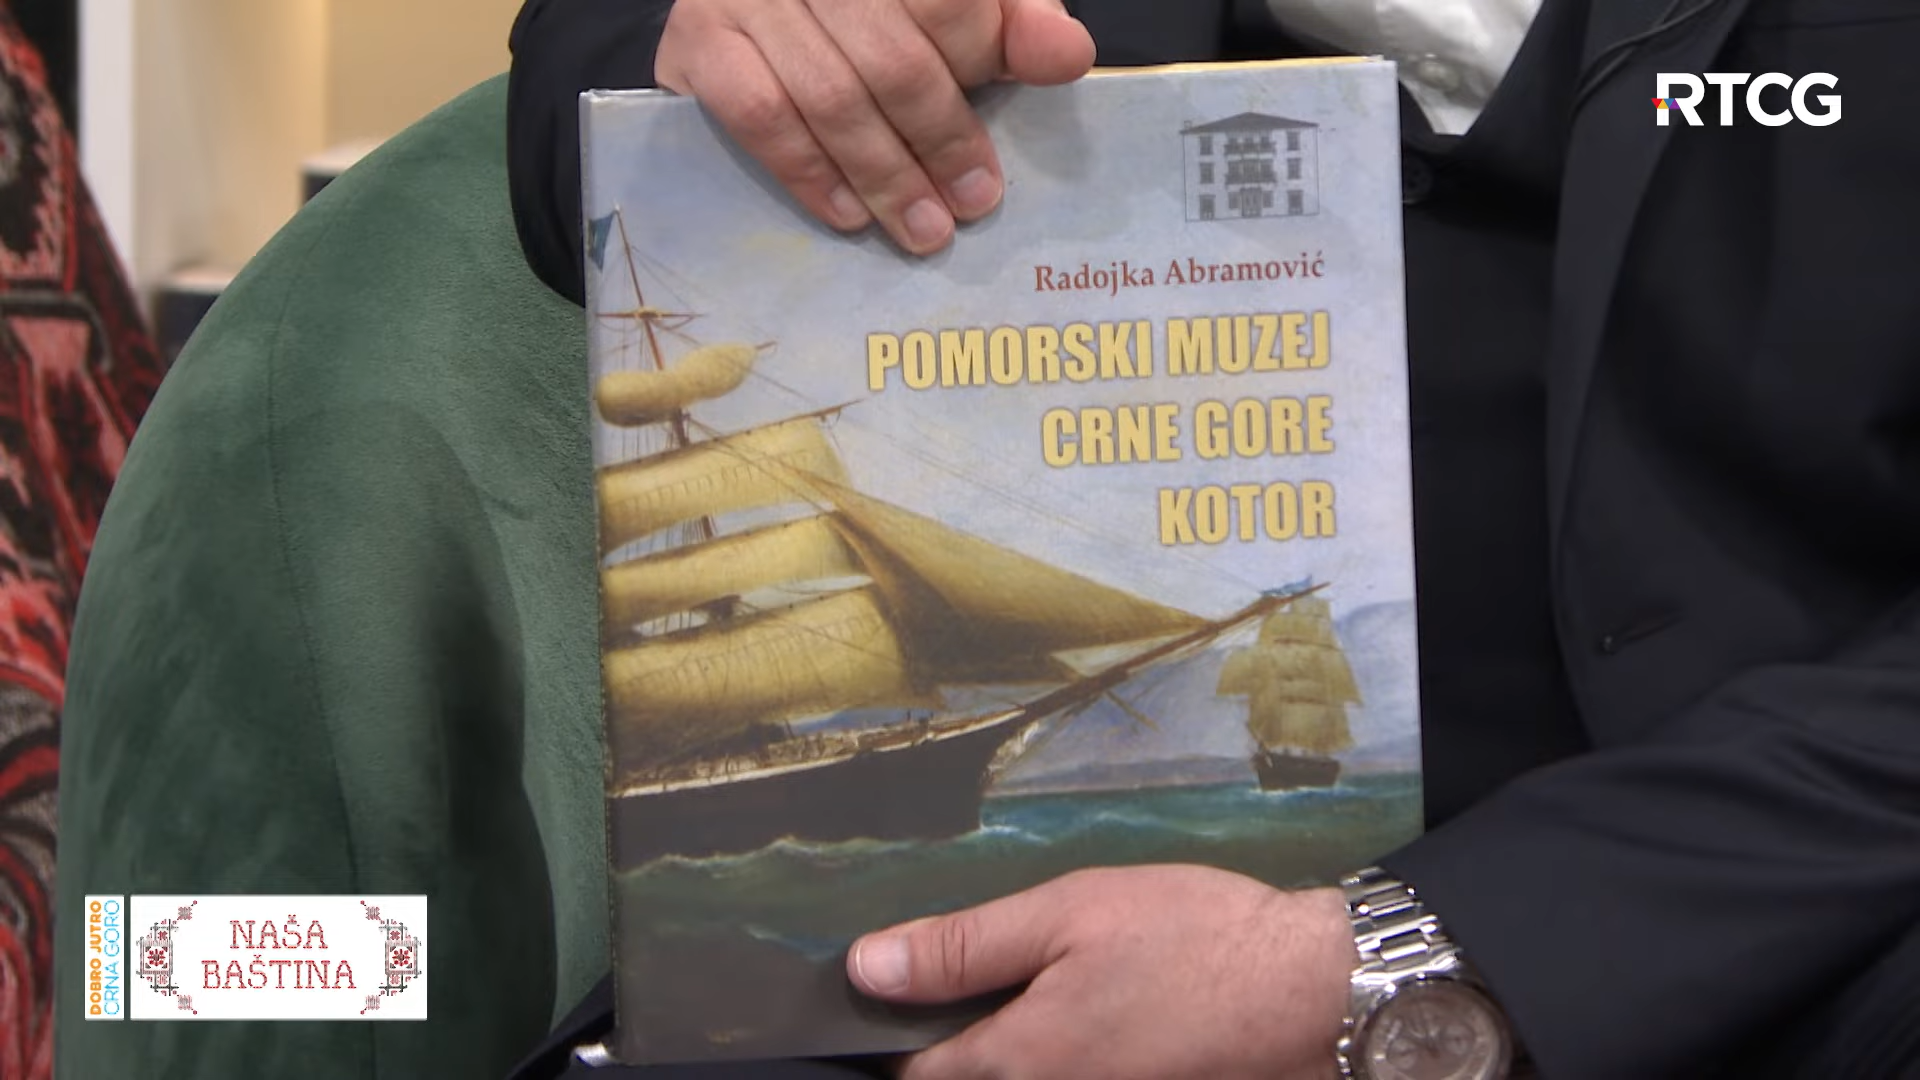 RTCG
Radojka Abramović
POMORSKI MUZEJ
CRNE GORE
KOTOR
DOBRO JUTRO
CRNA GORO
NAŠA
BAŠTINA